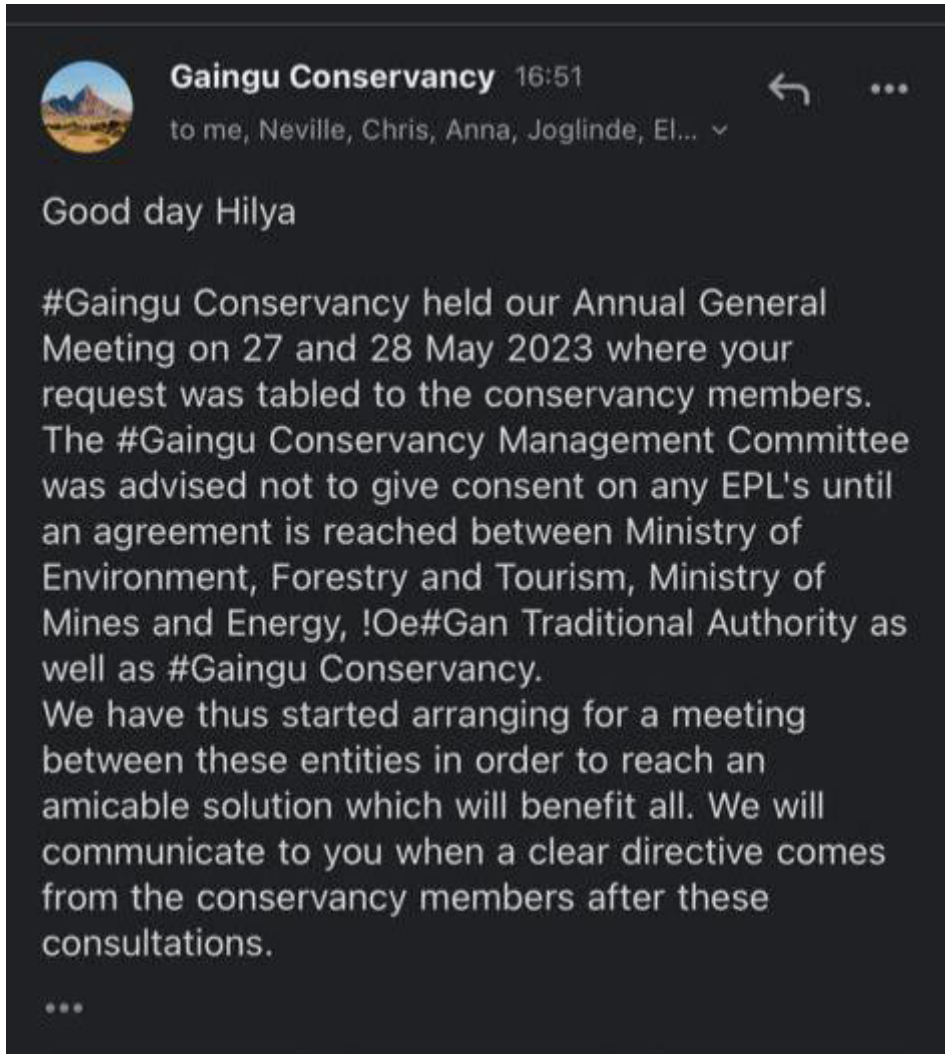 Gaingu Conservancy 16:51
to me, Neville, Chris, Anna, Joglinde, El...
Good day Hilya
#Gaingu Conservancy held our Annual General
Meeting on 27 and 28 May 2023 where your
request was tabled to the conservancy members.
The #Gaingu Conservancy Management Committee
was advised not to give consent on any EPL's until
an agreement is reached between Ministry of
Environment, Forestry and Tourism, Ministry of
Mines and Energy, !Oe#Gan Traditional Authority as
well as #Gaingu Conservancy.
We have thus started arranging for a meeting
between these entities in order to reach an
amicable solution which will benefit all. We will
communicate to you when a clear directive comes
from the conservancy members after these
consultations.